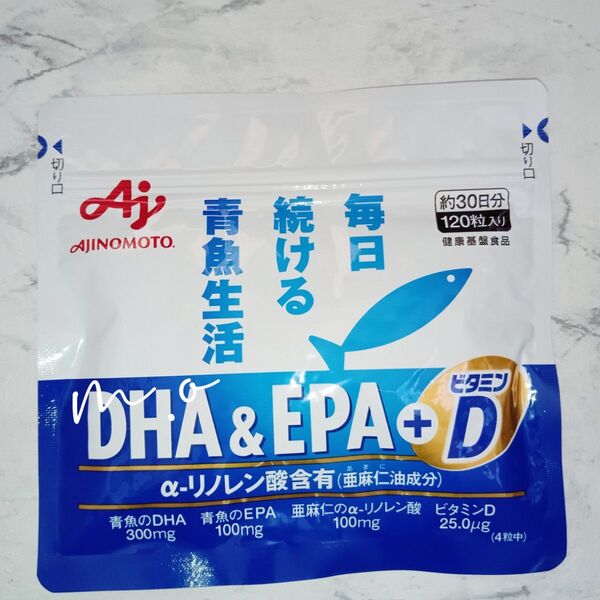 切り口
切り口
Aj
AJINOMOTO.
毎日
続ける
青魚生活
約30日分
120粒入り
健康基盤食品
m.o
DHA & EPA + ビタミン D
α-リノレン酸含有(亜麻仁油成分)
あまに
青魚のDHA 300mg
青魚のEPA 100mg
亜麻仁のα-リノレン酸 100mg
ビタミンD 25.0μg
(4粒中)